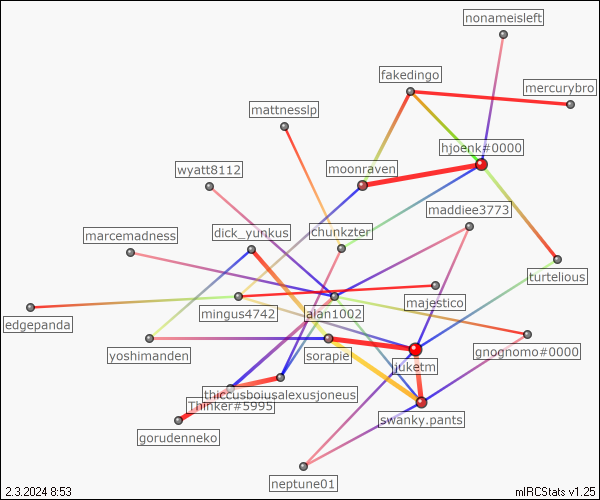 nonameisleft
fakedingo
mercurybro
mattnesslp
hjoenk#0000
moonraven
wyatt8112
maddiee3773
dick_yunkus
chunkzter
marcemadness
turtelious
majestico
mingus4742
alan1002
edgepanda
yoshimanden
sorapie
gnognomo#0000
juketm
thiccusboiusalexusjoneus
Thinker#5995
swanky.pants
gorudenneko
neptune01
2.3.2024 8:53
mIRCStats v1.25